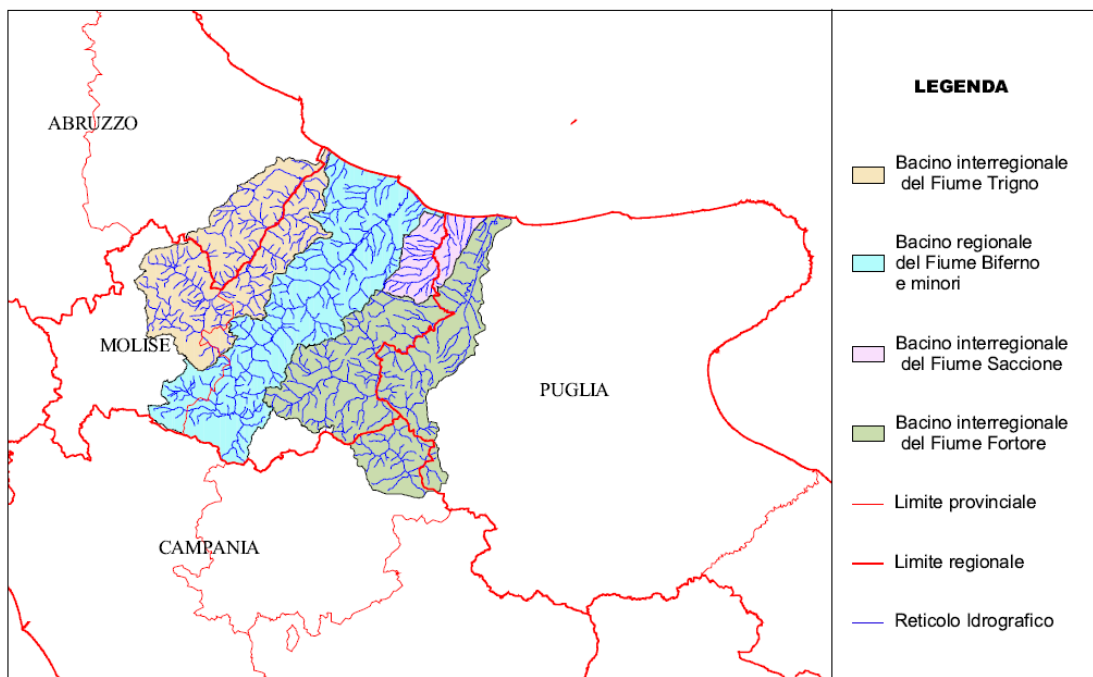 ABRUZZO
MOLISE
PUGLIA
CAMPANIA
LEGENDA
Bacino interregionale
del Fiume Trigno
Bacino regionale
del Fiume Biferno
e minori
Bacino interregionale
del Fiume Saccione
Bacino interregionale
del Fiume Fortore
Limite provinciale
Limite regionale
Reticolo Idrografico